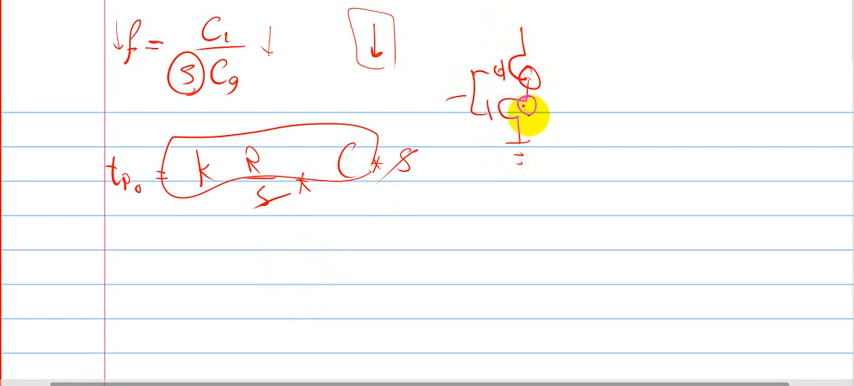 ↓f = C₁ / S Cg ↓ ↓
tp₀ = K R/S * C * S